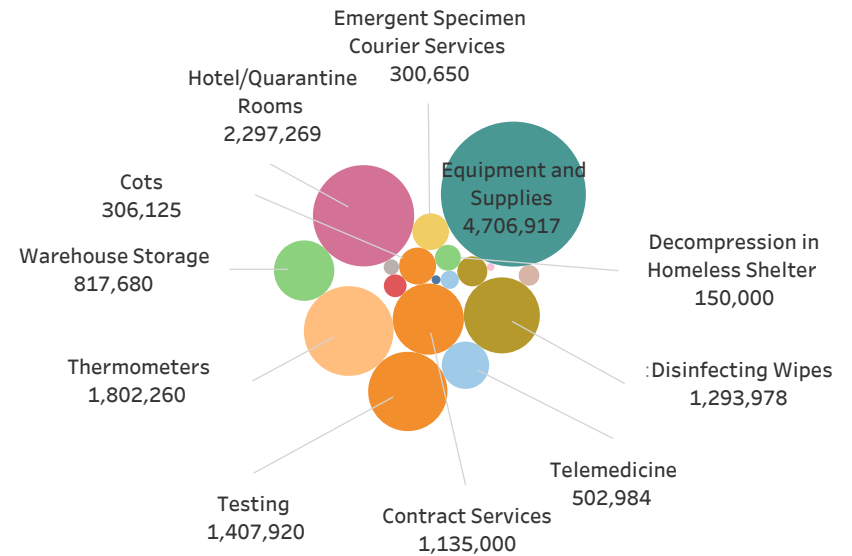 Emergent Specimen
Courier Services
300,650
Hotel/Quarantine
Rooms
2,297,269
Equipment and
Supplies
4,706,917
Cots
306,125
Warehouse Storage
817,680
Decompression in
Homeless Shelter
150,000
Thermometers
1,802,260
:Disinfecting Wipes
1,293,978
Telemedicine
502,984
Testing
1,407,920
Contract Services
1,135,000